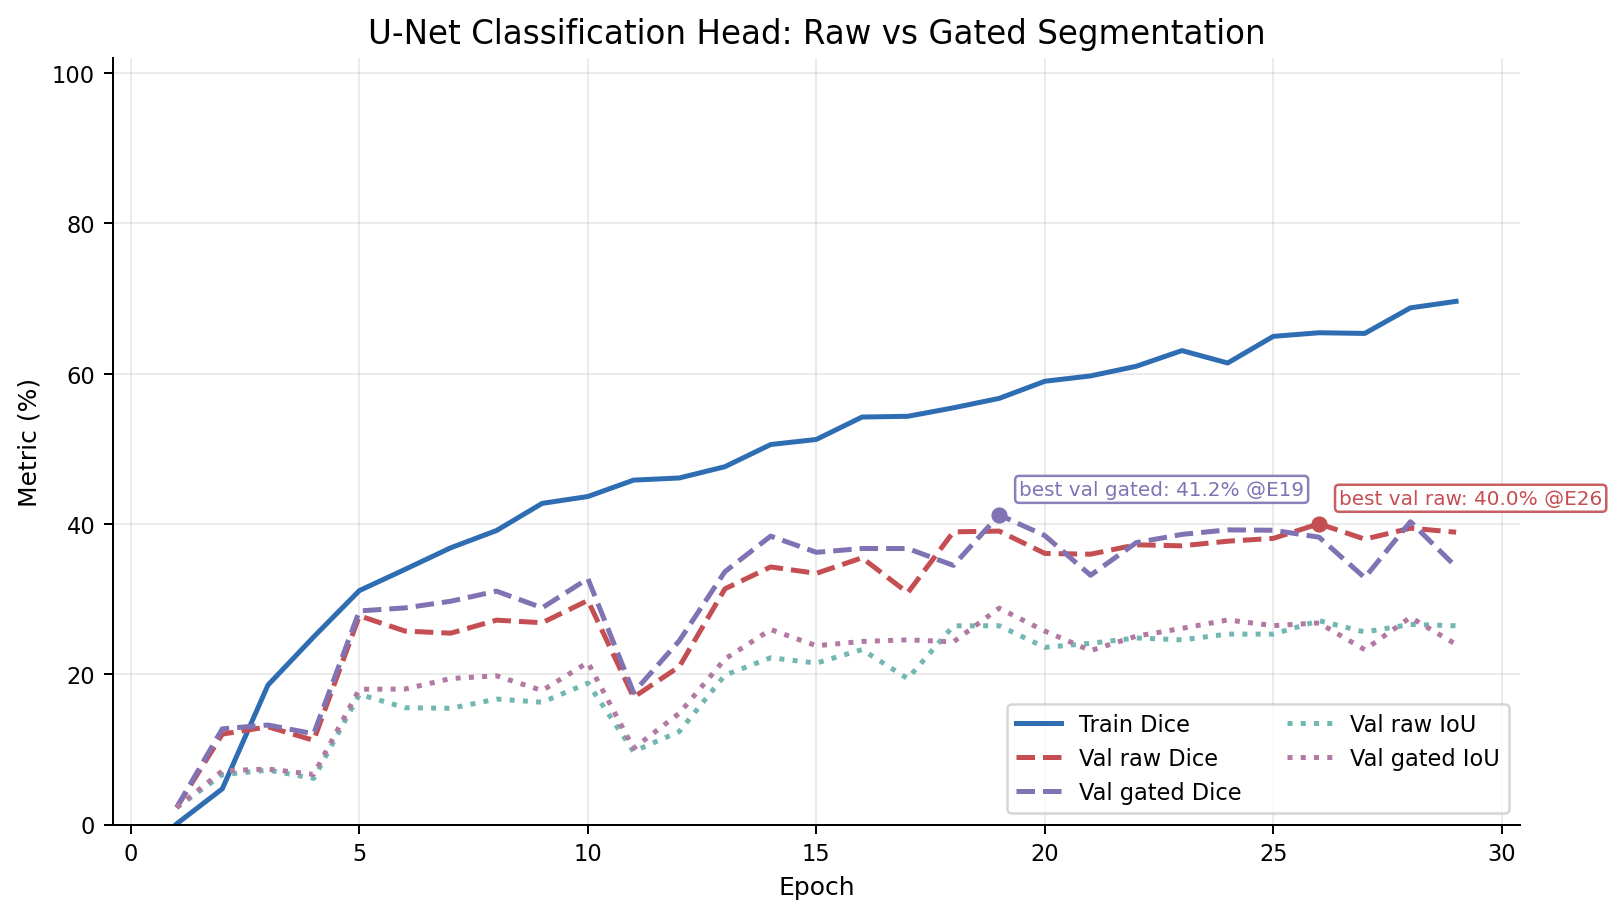 U-Net Classification Head: Raw vs Gated Segmentation
Metric (%)
100
80
60
40
20
0
best val gated: 41.2% @E19
best val raw: 40.0% @E26
Train Dice
Val raw Dice
Val gated Dice
Val raw IoU
Val gated IoU
0 5 10 15 20 25 30
Epoch